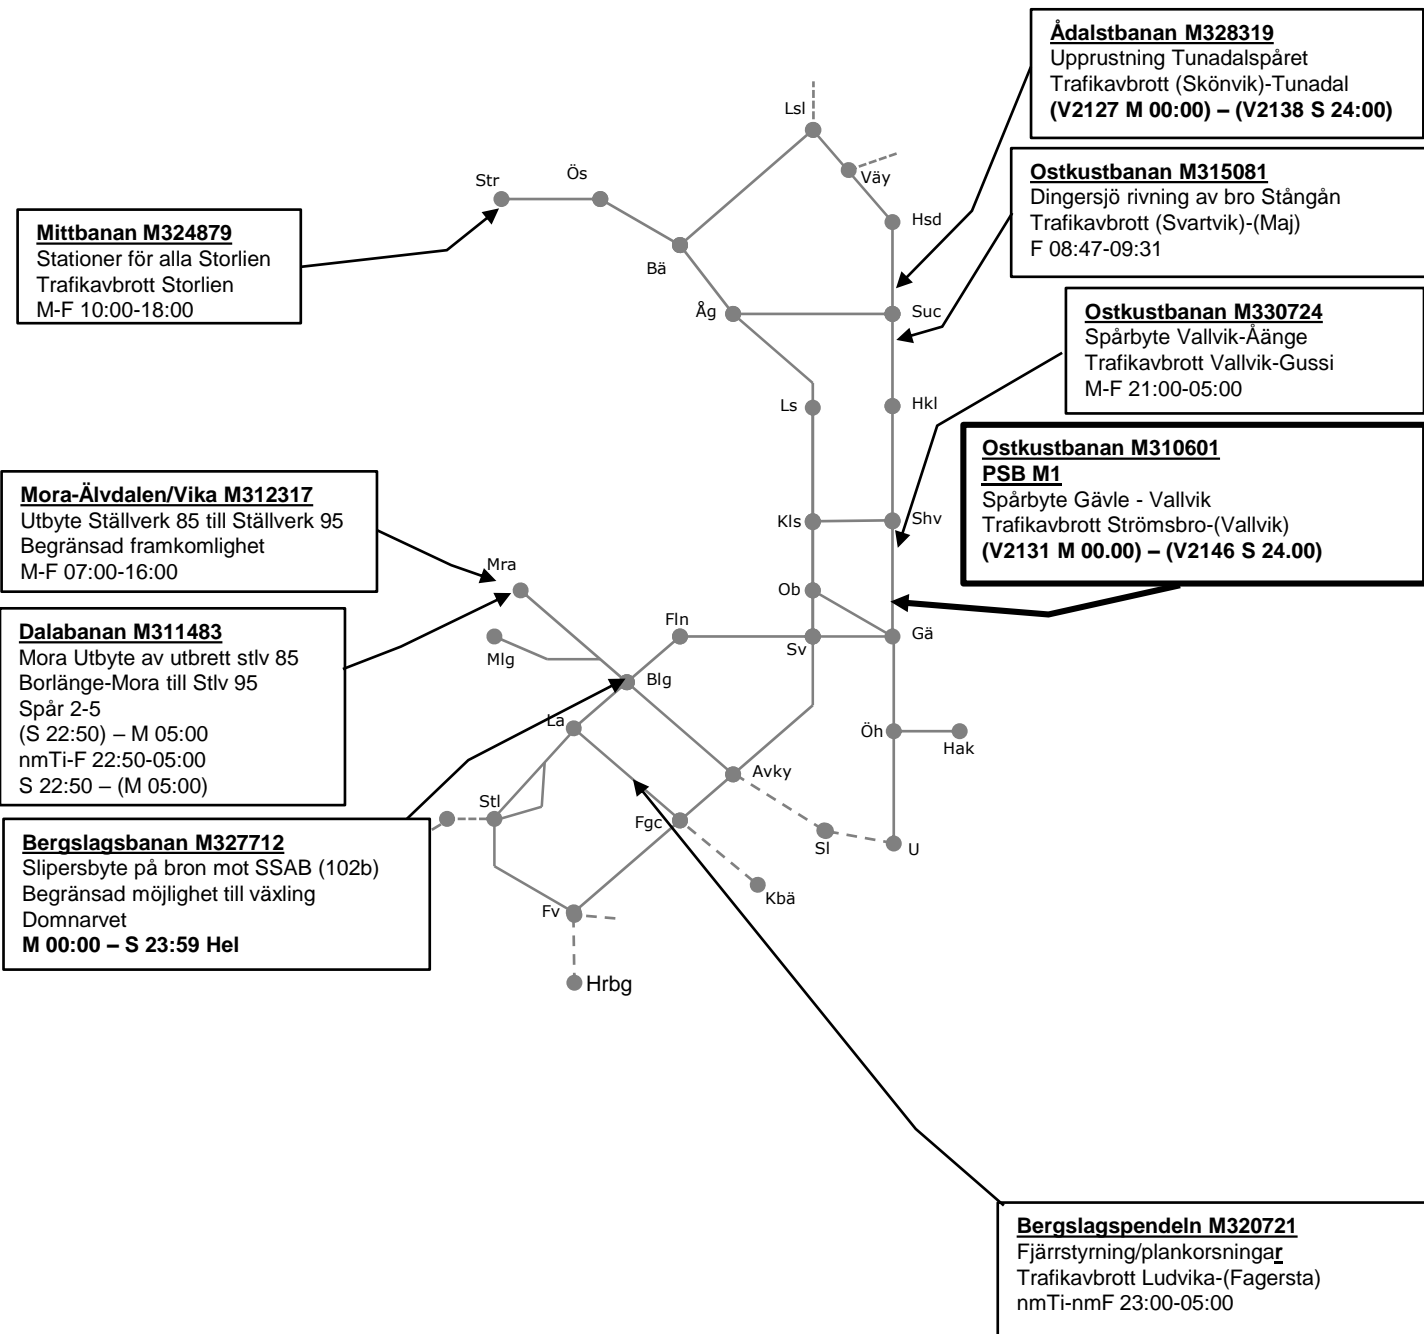 Ådalstbanan M328319
Upprustning Tunadalspåret
Trafikavbrott (Skönvik)-Tunadal
(V2127 M 00:00) – (V2138 S 24:00)
Ostkustbanan M315081
Dingersjö rivning av bro Stångån
Trafikavbrott (Svartvik)-(Maj)
F 08:47-09:31
Mittbanan M324879
Stationer för alla Storlien
Trafikavbrott Storlien
M-F 10:00-18:00
Ostkustbanan M330724
Spårbyte Vallvik-Åänge
Trafikavbrott Vallvik-Gussi
M-F 21:00-05:00
Ostkustbanan M310601
PSB M1
Spårbyte Gävle - Vallvik
Trafikavbrott Strömsbro-(Vallvik)
(V2131 M 00.00) – (V2146 S 24.00)
Mora-Älvdalen/Vika M312317
Utbyte Ställverk 85 till Ställverk 95
Begränsad framkomlighet
M-F 07:00-16:00
Dalabanan M311483
Mora Utbyte av utbrett stlv 85
Borlänge-Mora till Stlv 95
Spår 2-5
(S 22:50) – M 05:00
nmTi-F 22:50-05:00
S 22:50 – (M 05:00)
Bergslagsbanan M327712
Slipersbyte på bron mot SSAB (102b)
Begränsad möjlighet till växling
Domnarvet
M 00:00 – S 23:59 Hel
Bergslagspendeln M320721
Fjärrstyrning/plankorsningar
Trafikavbrott Ludvika-(Fagersta)
nmTi-nmF 23:00-05:00
Lsl
Väy
Str
Ös
Hsd
Bä
Åg
Suc
Ls
Hkl
Kls
Shv
Mra
Ob
Fln
Gä
Sv
Mlg
Blg
La
Öh
Hak
Avky
Stl
Fgc
Sl
U
Kbä
Fv
Hrbg